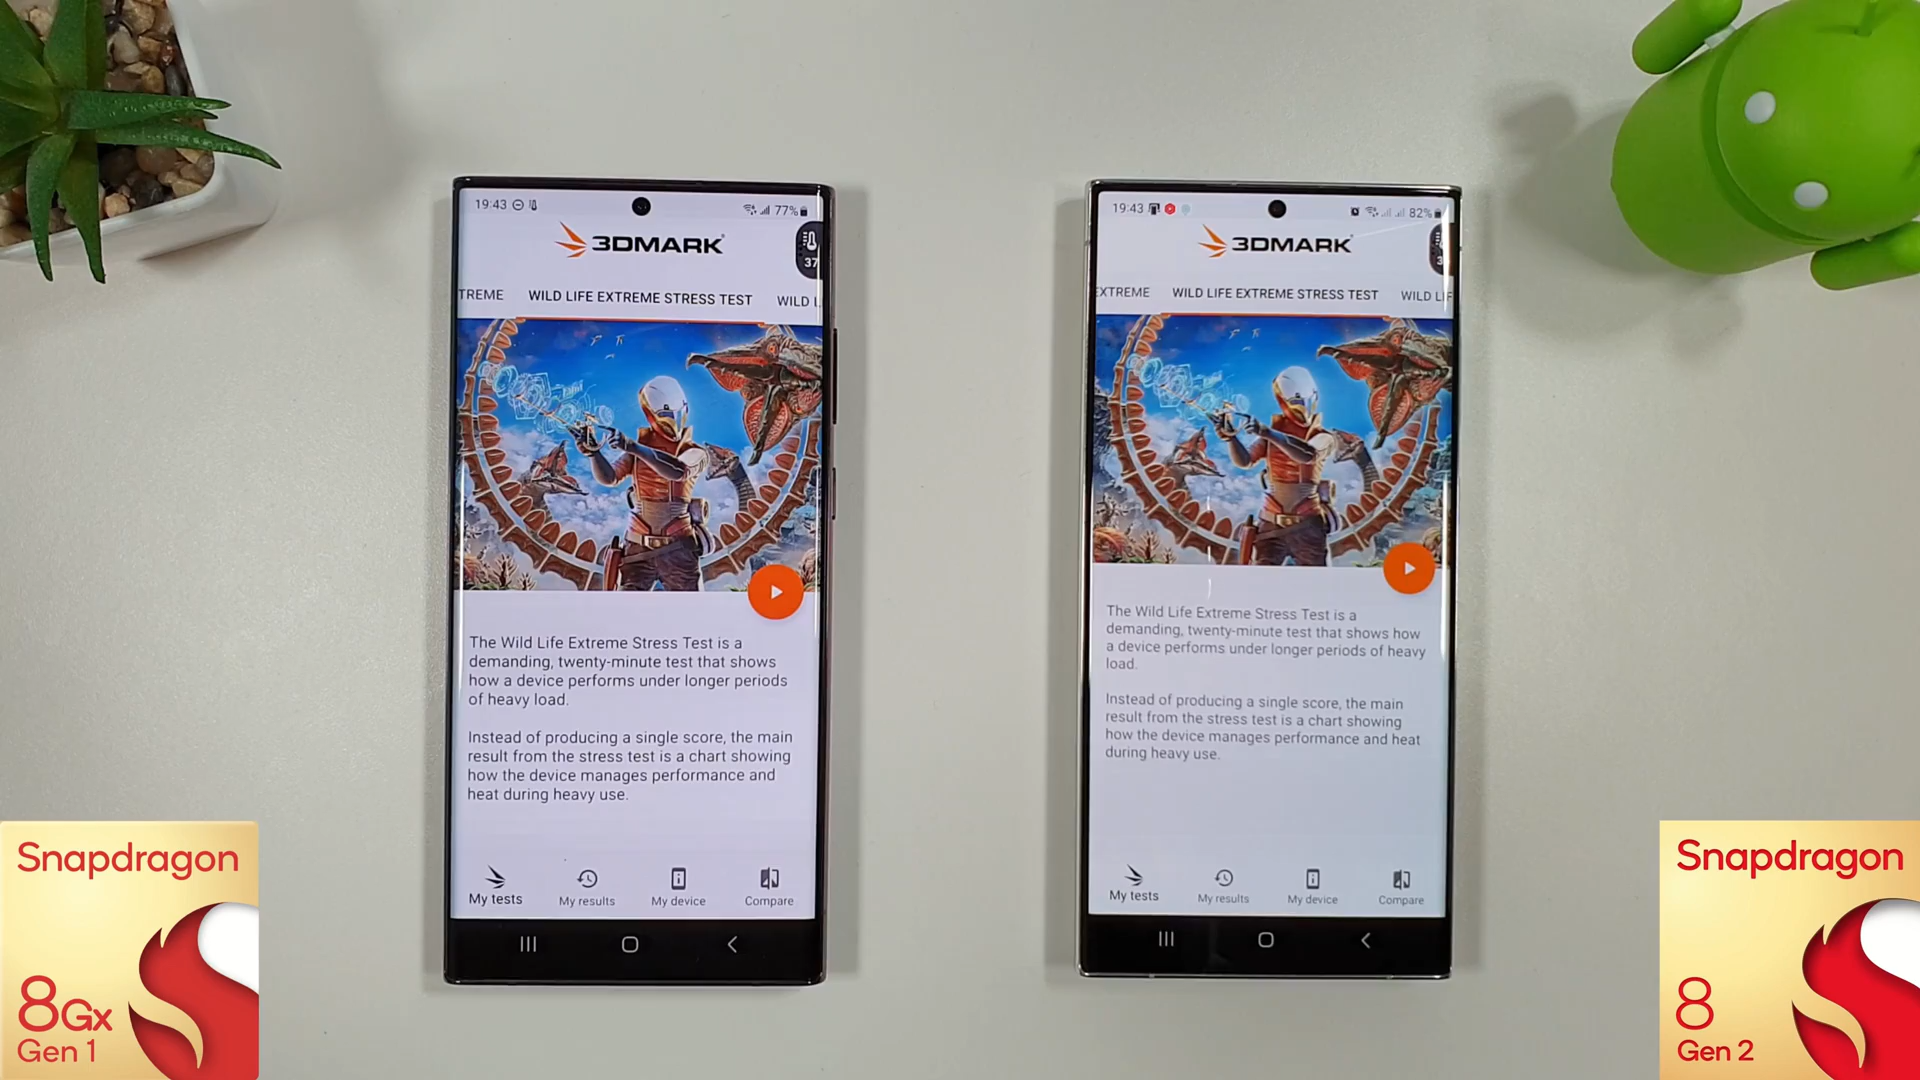 19:43
77%
3DMARK
37
TREME
WILD LIFE EXTREME STRESS TEST
WILD
The Wild Life Extreme Stress Test is a
demanding, twenty-minute test that shows
how a device performs under longer periods
of heavy load.
Instead of producing a single score, the main
result from the stress test is a chart showing
how the device manages performance and
heat during heavy use.
My tests
My results
My device
Compare
19:43
82%
3DMARK
3
EXTREME
WILD LIFE EXTREME STRESS TEST
WILD LIF
The Wild Life Extreme Stress Test is a
demanding, twenty-minute test that shows how
a device performs under longer periods of heavy
load.
Instead of producing a single score, the main
result from the stress test is a chart showing
how the device manages performance and heat
during heavy use.
My tests
My results
My device
Compare
Snapdragon
8Gx
Gen 1
Snapdragon
8
Gen 2